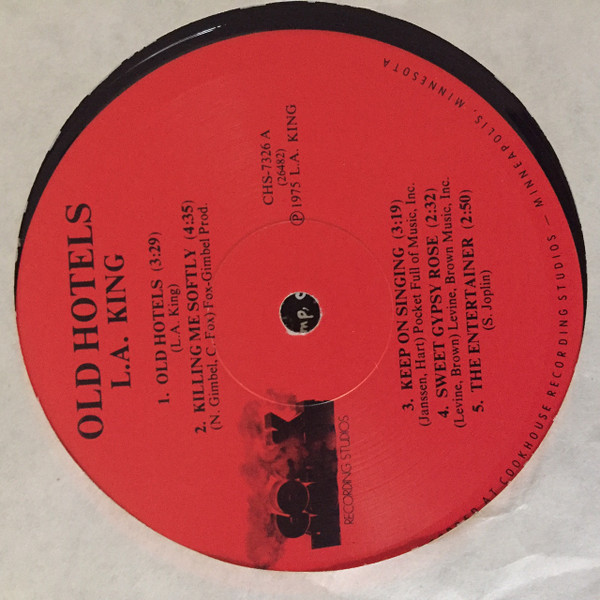 OLD HOTELS
L.A. KING
1. OLD HOTELS (3:29)
(L.A. King)
2. KILLING ME SOFTLY (4:35)
(N. Gimbel, C. Fox) Fox-Gimbel Prod.
CHS-7326 A
(26482)
Ⓟ 1975 L.A. KING
RECORDING STUDIOS
3. KEEP ON SINGING (3:19)
(Janssen, Hart) Pocket Full of Music, Inc.
4. SWEET GYPSY ROSE (2:32)
(Levine, Brown) Levine, Brown Music, Inc.
5. THE ENTERTAINER (2:50)
(S. Joplin)
AT COOKHOUSE RECORDING STUDIOS — MINNEAPOLIS, MINNESOTA